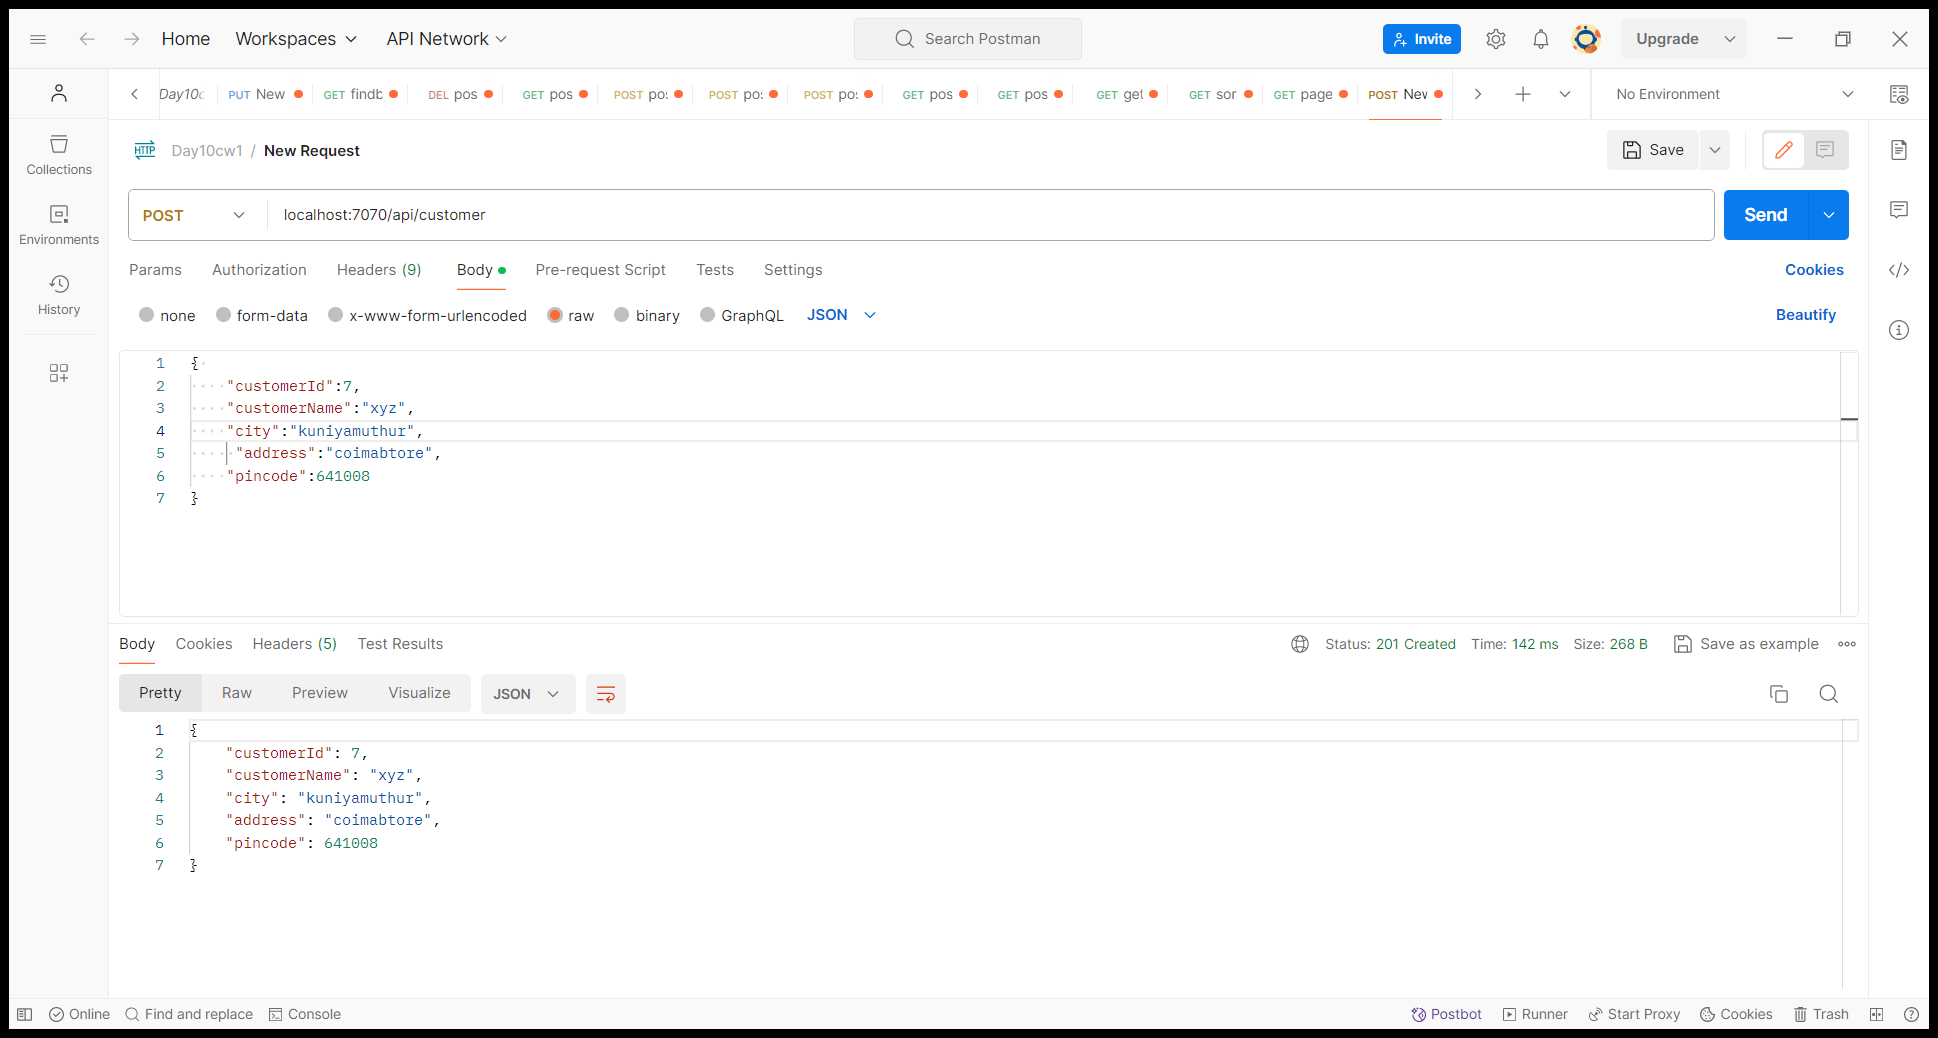 Home Workspaces API Network Search Postman Invite Upgrade
Day10c PUT New GET findb DEL pos GET pos POST po POST po POST po GET pos GET pos GET get GET sor GET page POST New No Environment
HTTP Day10cw1 / New Request Save
Collections
POST localhost:7070/api/customer Send
Environments
Params Authorization Headers (9) Body Pre-request Script Tests Settings Cookies
History
none form-data x-www-form-urlencoded raw binary GraphQL JSON Beautify
1 {
2 "customerId":7,
3 "customerName":"xyz",
4 "city":"kuniyamuthur",
5 "address":"coimabtore",
6 "pincode":641008
7 }
Body Cookies Headers (5) Test Results Status: 201 Created Time: 142 ms Size: 268 B Save as example
Pretty Raw Preview Visualize JSON
1 {
2 "customerId": 7,
3 "customerName": "xyz",
4 "city": "kuniyamuthur",
5 "address": "coimabtore",
6 "pincode": 641008
7 }
Online Find and replace Console Postbot Runner Start Proxy Cookies Trash